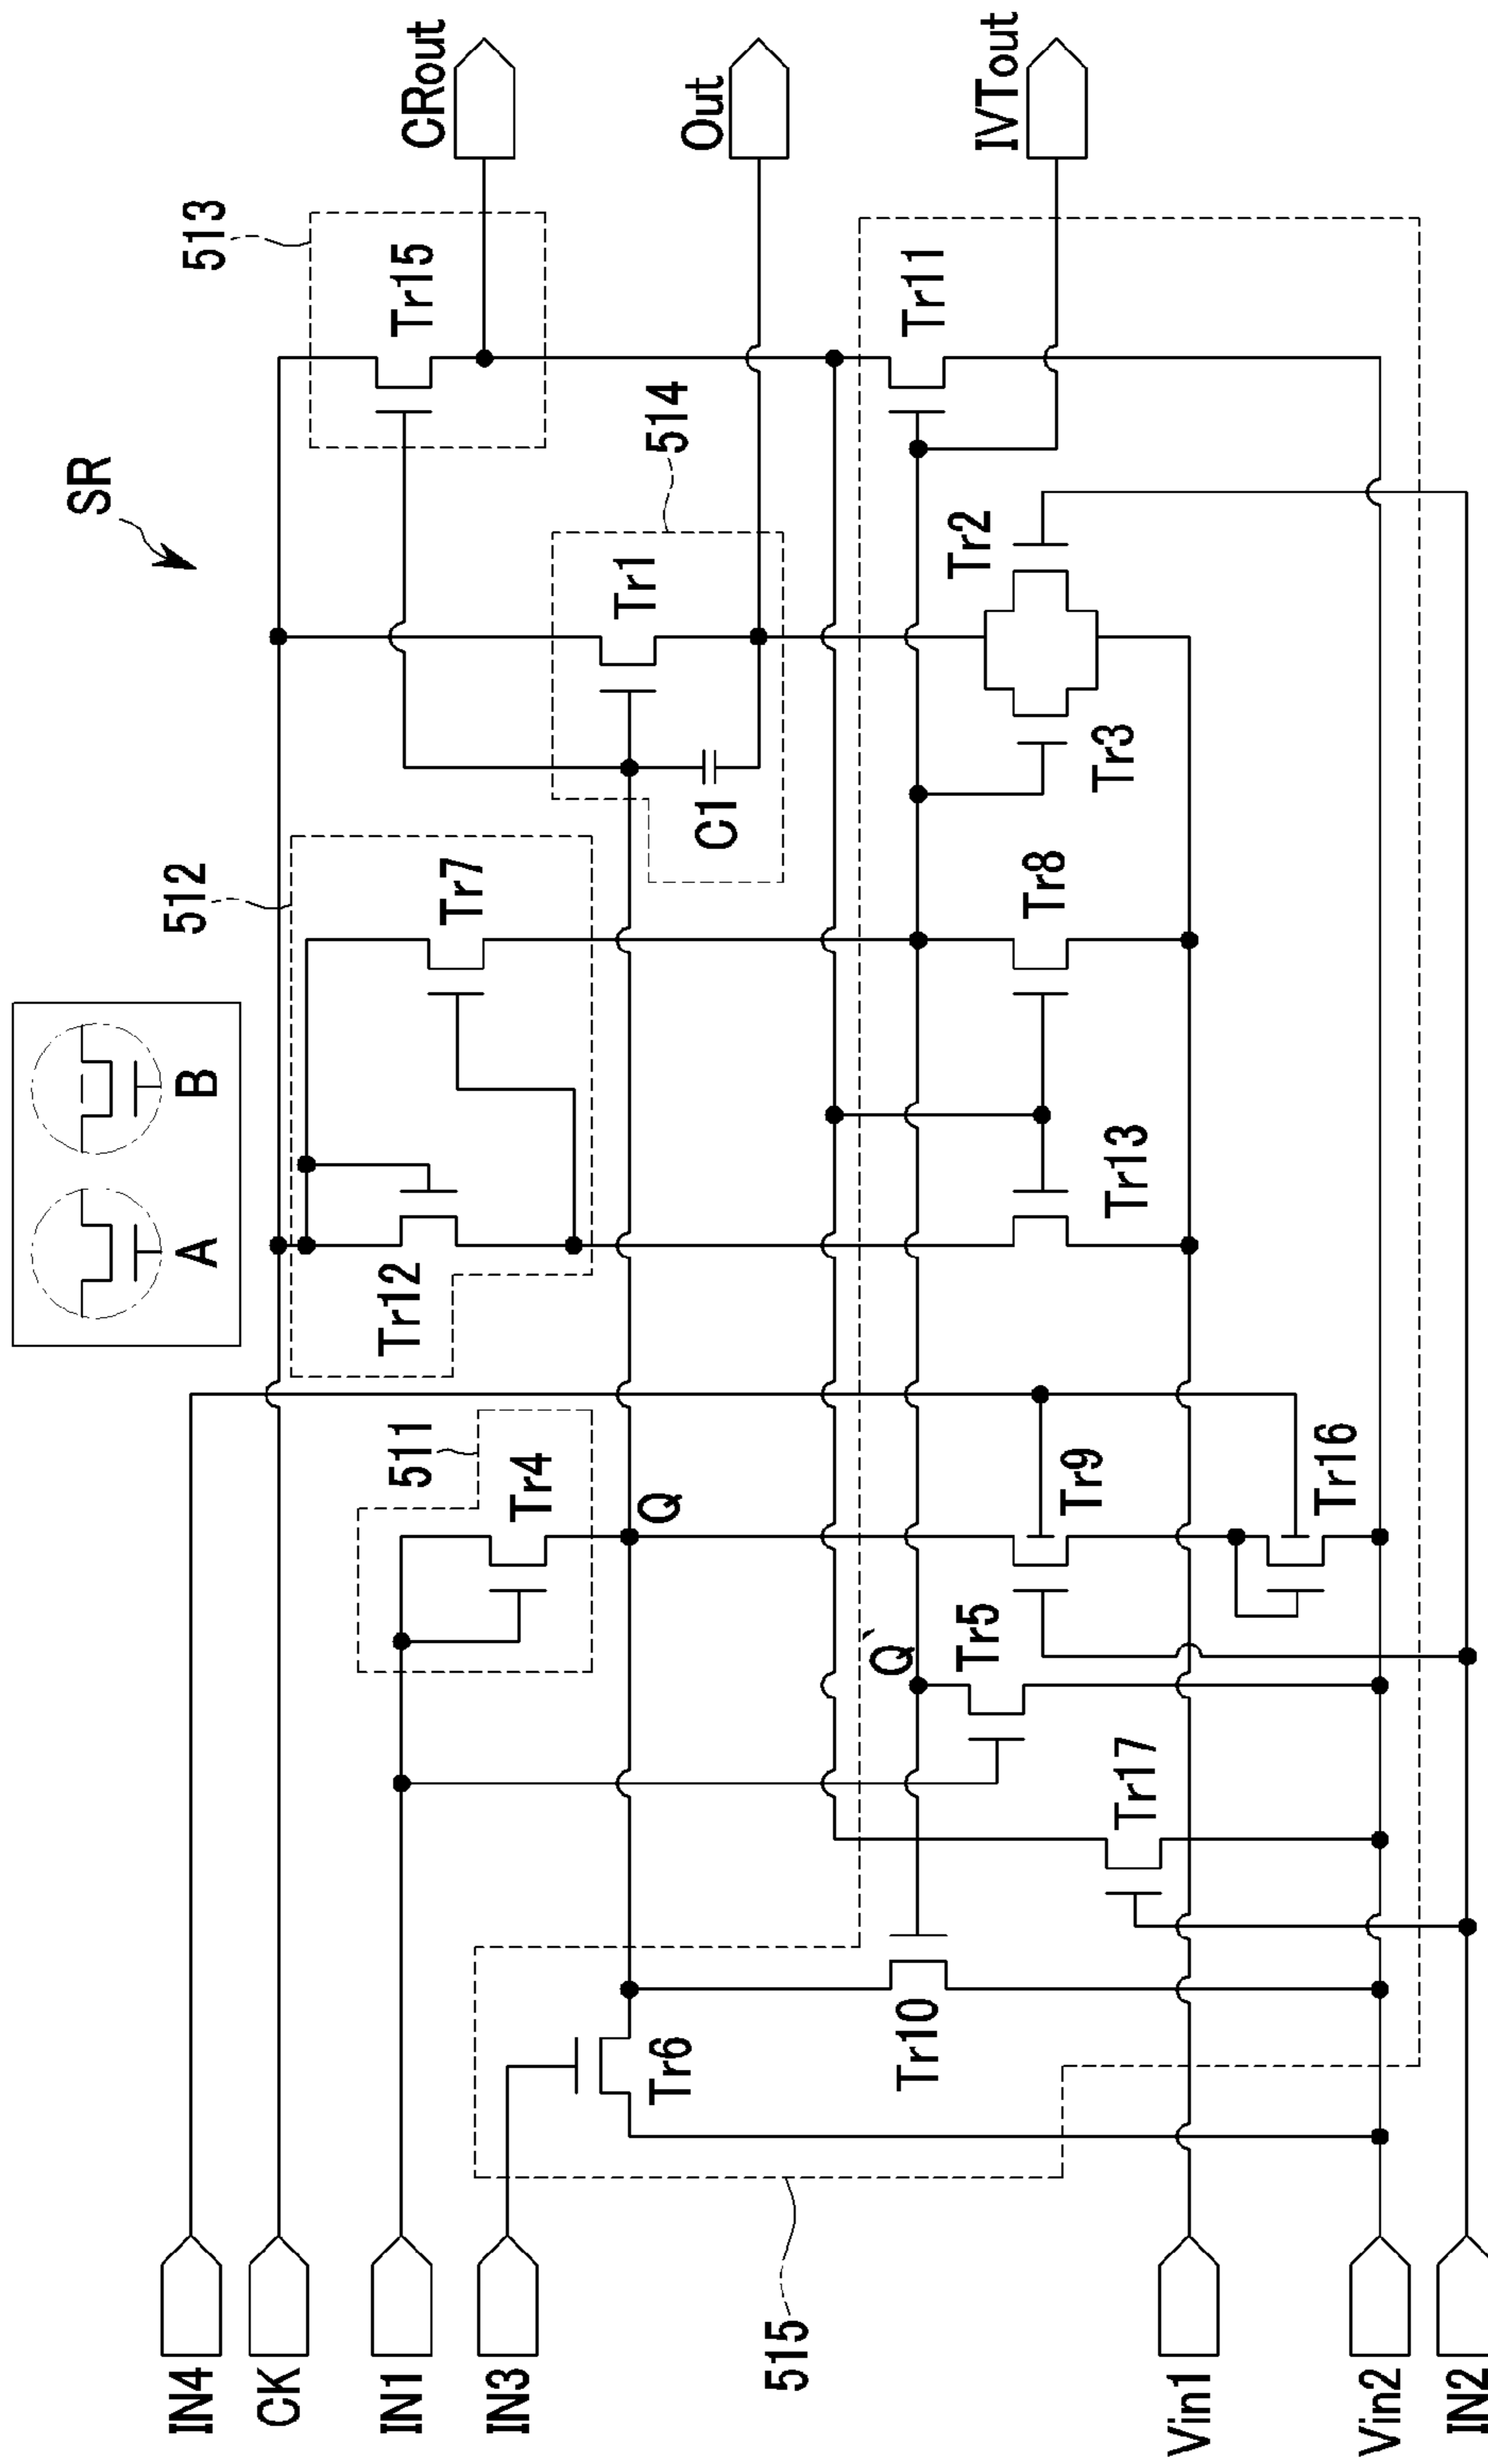 SR
A
B
IN4
CK
IN1
IN3
Vin1
Vin2
IN2
CRout
Out
IVTout
511
512
513
514
515
Tr4
Tr12
Tr7
Tr15
Tr1
C1
Q
Q`
Tr6
Tr10
Tr17
Tr5
Tr9
Tr16
Tr13
Tr8
Tr3
Tr2
Tr11